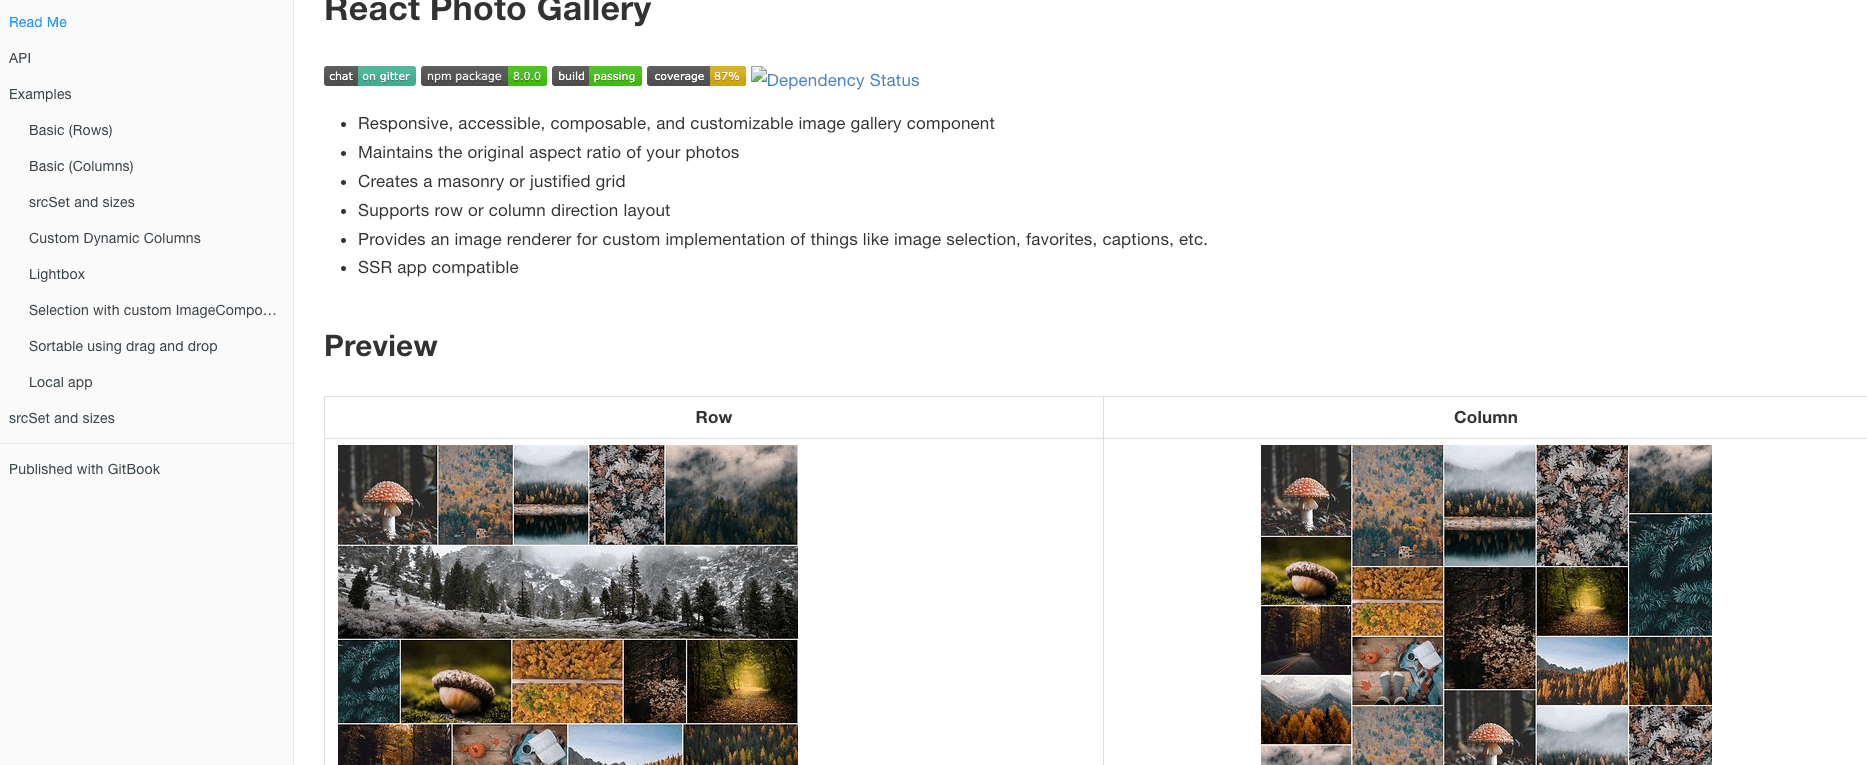 Read Me
API
Examples
Basic (Rows)
Basic (Columns)
srcSet and sizes
Custom Dynamic Columns
Lightbox
Selection with custom ImageCompo…
Sortable using drag and drop
Local app
srcSet and sizes
Published with GitBook
React Photo Gallery
chat on gitter npm package 8.0.0 build passing coverage 87% Dependency Status
• Responsive, accessible, composable, and customizable image gallery component
• Maintains the original aspect ratio of your photos
• Creates a masonry or justified grid
• Supports row or column direction layout
• Provides an image renderer for custom implementation of things like image selection, favorites, captions, etc.
• SSR app compatible
Preview
Row Column